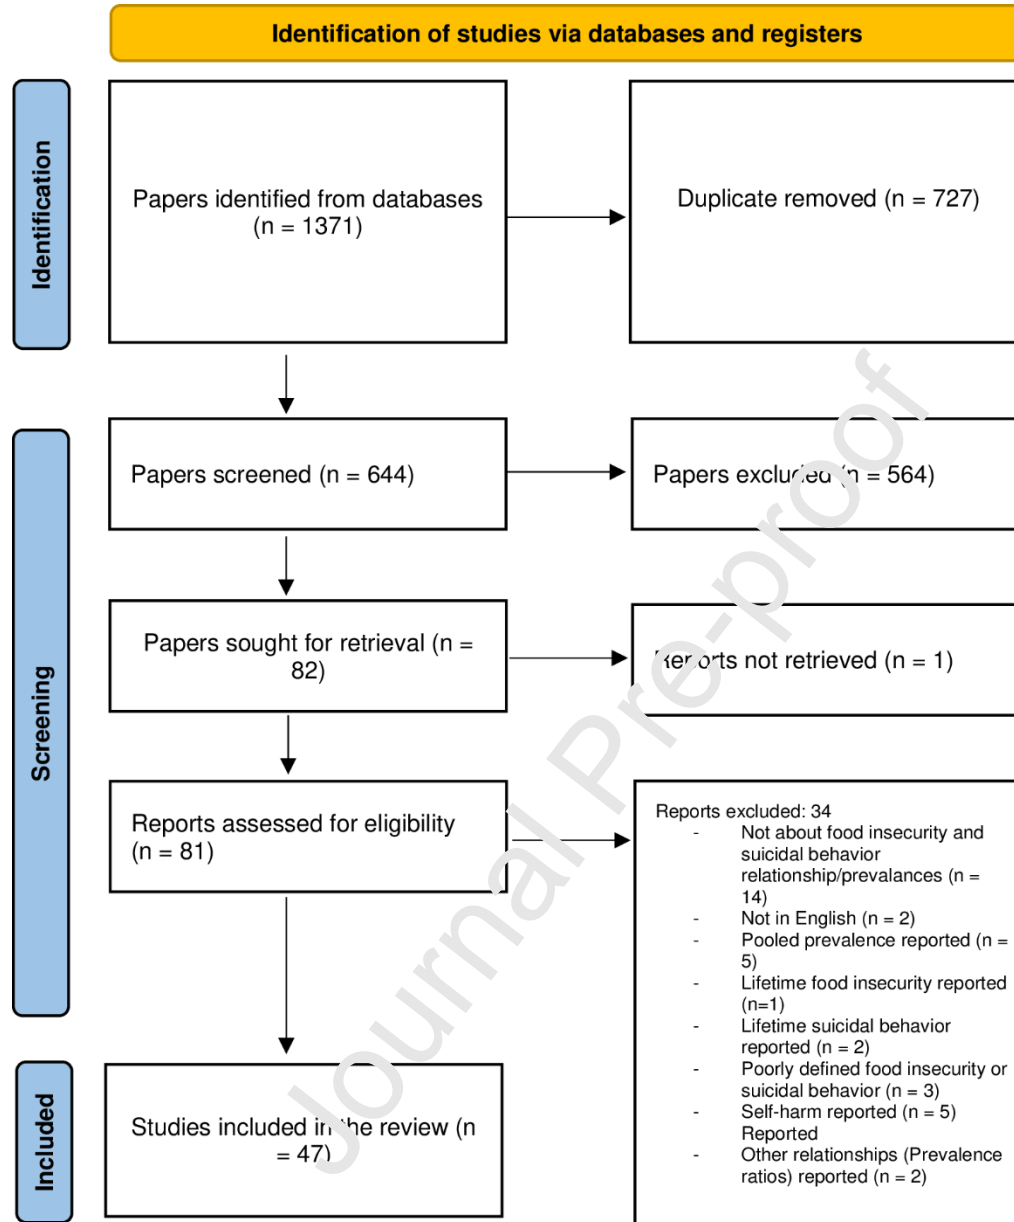 Identification of studies via databases and registers
Identification
Papers identified from databases
(n = 1371)
Duplicate removed (n = 727)
Screening
Papers screened (n = 644)
Papers excluded (n = 564)
Papers sought for retrieval (n =
82)
Reports not retrieved (n = 1)
Reports assessed for eligibility
(n = 81)
Reports excluded: 34
- Not about food insecurity and
suicidal behavior
relationship/prevalances (n =
14)
- Not in English (n = 2)
- Pooled prevalence reported (n =
5)
- Lifetime food insecurity reported
(n=1)
- Lifetime suicidal behavior
reported (n = 2)
- Poorly defined food insecurity or
suicidal behavior (n = 3)
- Self-harm reported (n = 5)
Reported
- Other relationships (Prevalence
ratios) reported (n = 2)
Included
Studies included in the review (n
= 47)
Journal Pre-proof